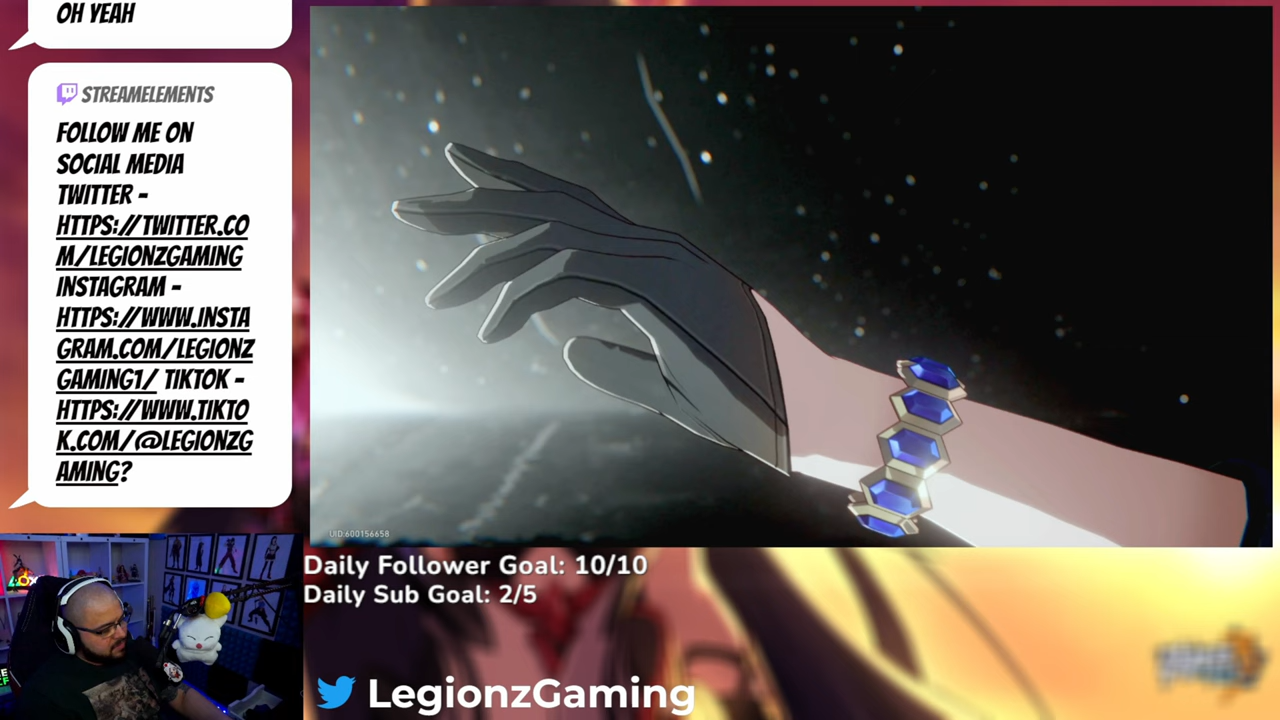 OH YEAH
STREAMELEMENTS
FOLLOW ME ON
SOCIAL MEDIA
TWITTER -
HTTPS://TWITTER.CO
M/LEGIONZGAMING
INSTAGRAM -
HTTPS://WWW.INSTA
GRAM.COM/LEGIONZ
GAMING1/ TIKTOK -
HTTPS://WWW.TIKTO
K.COM/@LEGIONZG
AMING?
UID:600156658
Daily Follower Goal: 10/10
Daily Sub Goal: 2/5
LegionzGaming